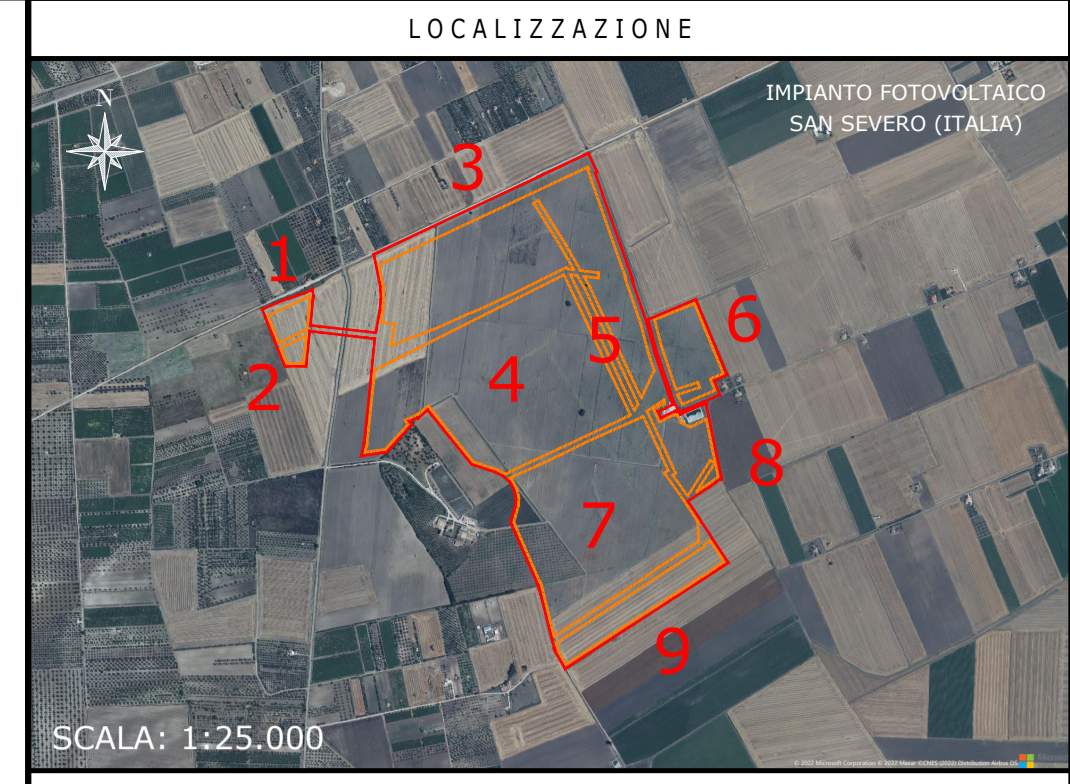 LOCALIZZAZIONE
N
IMPIANTO FOTOVOLTAICO
SAN SEVERO (ITALIA)
3
1
6
5
2
4
8
7
9
SCALA: 1:25.000
© 2022 Microsoft Corporation © 2022 Maxar ©CNES (2022) Distribution Airbus DS